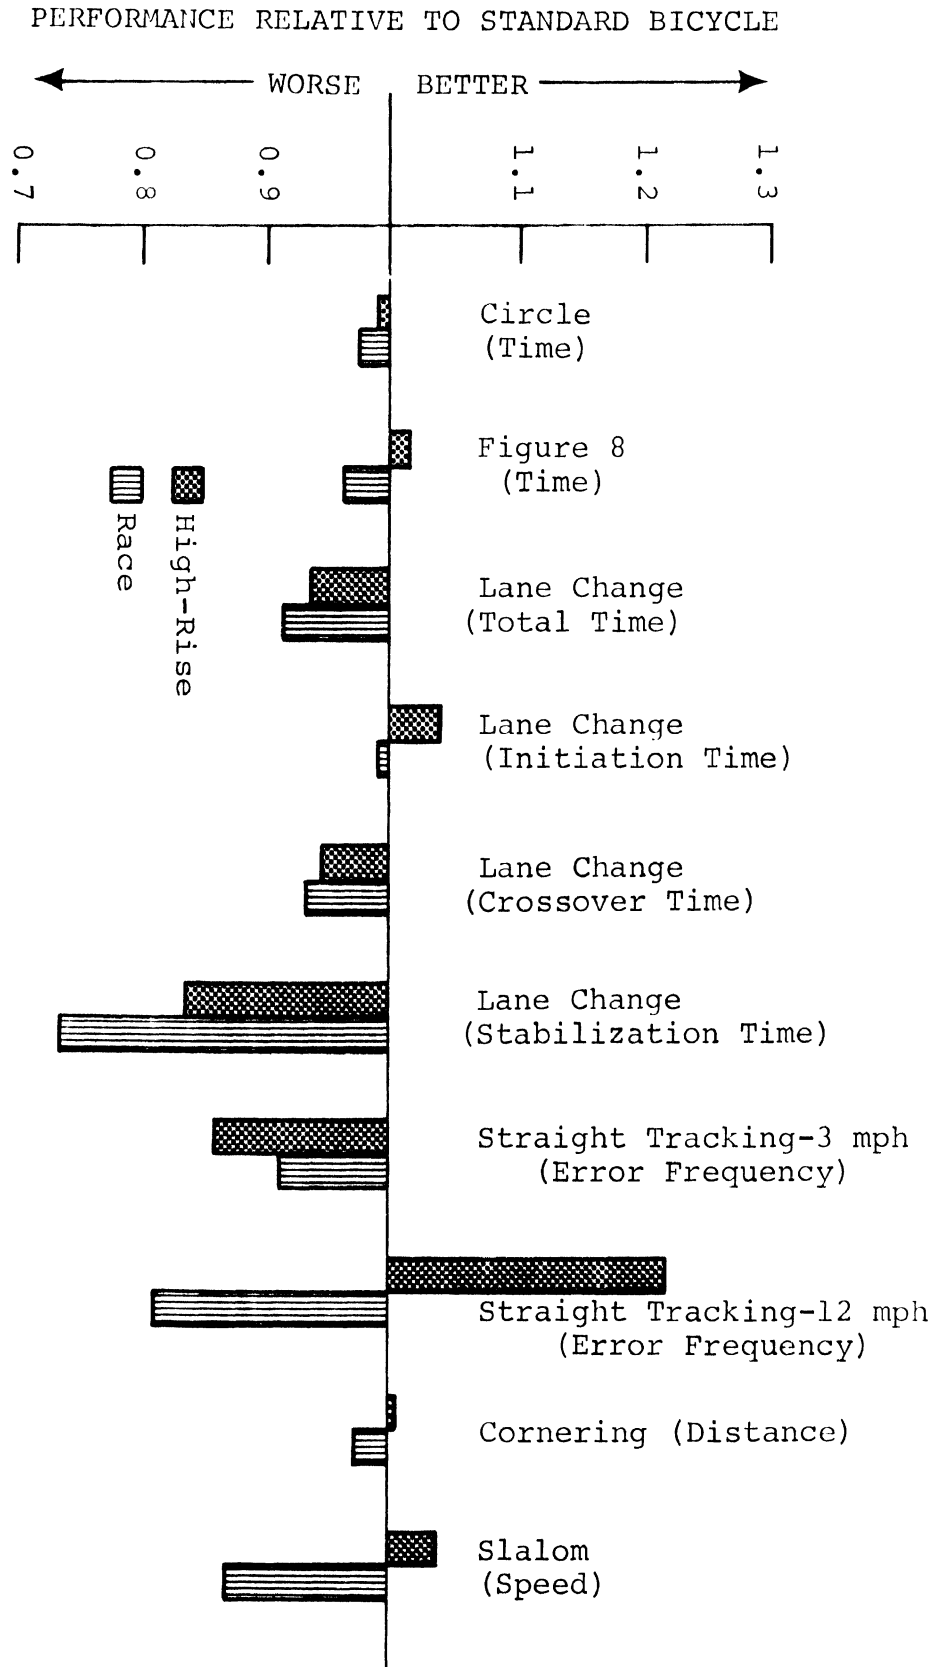 PERFORMANCE RELATIVE TO STANDARD BICYCLE
WORSE BETTER
0.7 0.8 0.9 1.1 1.2 1.3
Circle
(Time)
Figure 8
(Time)
High-Rise
Race
Lane Change
(Total Time)
Lane Change
(Initiation Time)
Lane Change
(Crossover Time)
Lane Change
(Stabilization Time)
Straight Tracking-3 mph
(Error Frequency)
Straight Tracking-12 mph
(Error Frequency)
Cornering (Distance)
Slalom
(Speed)